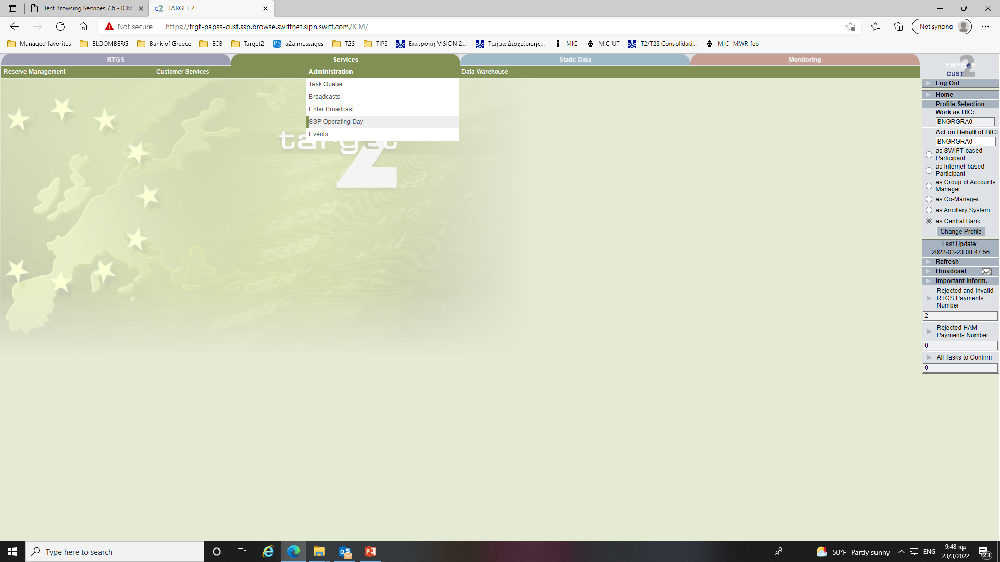 Test Browsing Services 7.6 - ICM
TARGET 2
Not secure
https://trgt-papss-cust.ssp.browse.swiftnet.sipn.swift.com/ICM/
Not syncing
Managed favorites
BLOOMBERG
Bank of Greece
ECB
Target2
a2a messages
T2S
TIPS
Επιτροπή VISION 2...
Τμήμα Διαχείρισης...
MIC
MIC-UT
T2/T2S Consolidati...
MIC -MWR feb
RTGS
Services
Static Data
Monitoring
Reserve Management
Customer Services
Administration
Data Warehouse
target 2
CUST
Task Queue
Broadcasts
Enter Broadcast
SSP Operating Day
Events
target
2
Log Out
Home
Profile Selection
Work as BIC:
BNGRGRA0
Act on Behalf of BIC:
BNGRGRA0
as SWIFT-based
Participant
as Internet-based
Participant
as Group of Accounts
Manager
as Co-Manager
as Ancillary System
as Central Bank
Change Profile
Last Update:
2022-03-23 08:47:56
Refresh
Broadcast
Important Inform.
Rejected and Invalid
RTGS Payments
Number
2
Rejected HAM
Payments Number
0
All Tasks to Confirm
0
Type here to search
50°F Partly sunny
ENG
9:48 πμ
23/3/2022
23